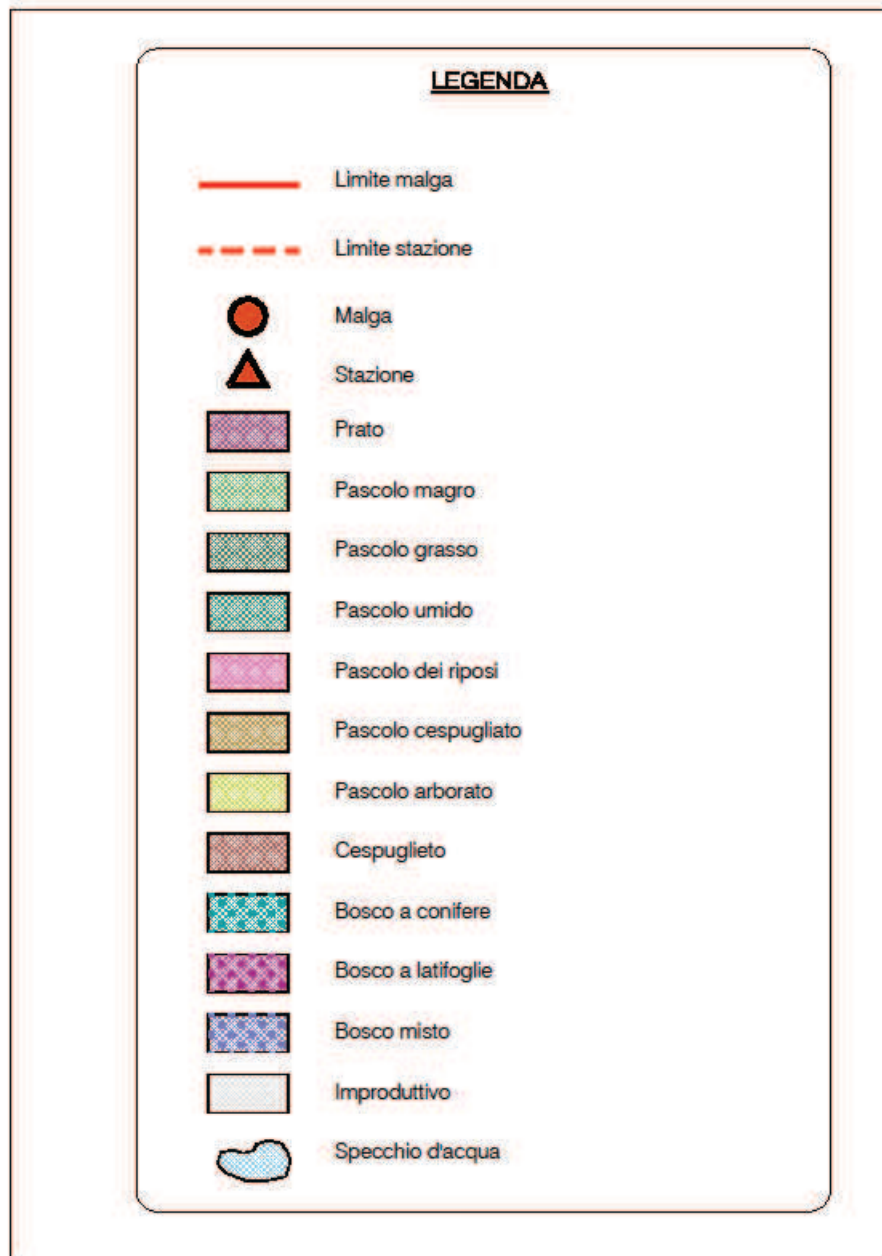 LEGENDA
Limite malga
Limite stazione
Malga
Stazione
Prato
Pascolo magro
Pascolo grasso
Pascolo umido
Pascolo dei riposi
Pascolo cespugliato
Pascolo arborato
Cespuglieto
Bosco a conifere
Bosco a latifoglie
Bosco misto
Improduttivo
Specchio d'acqua